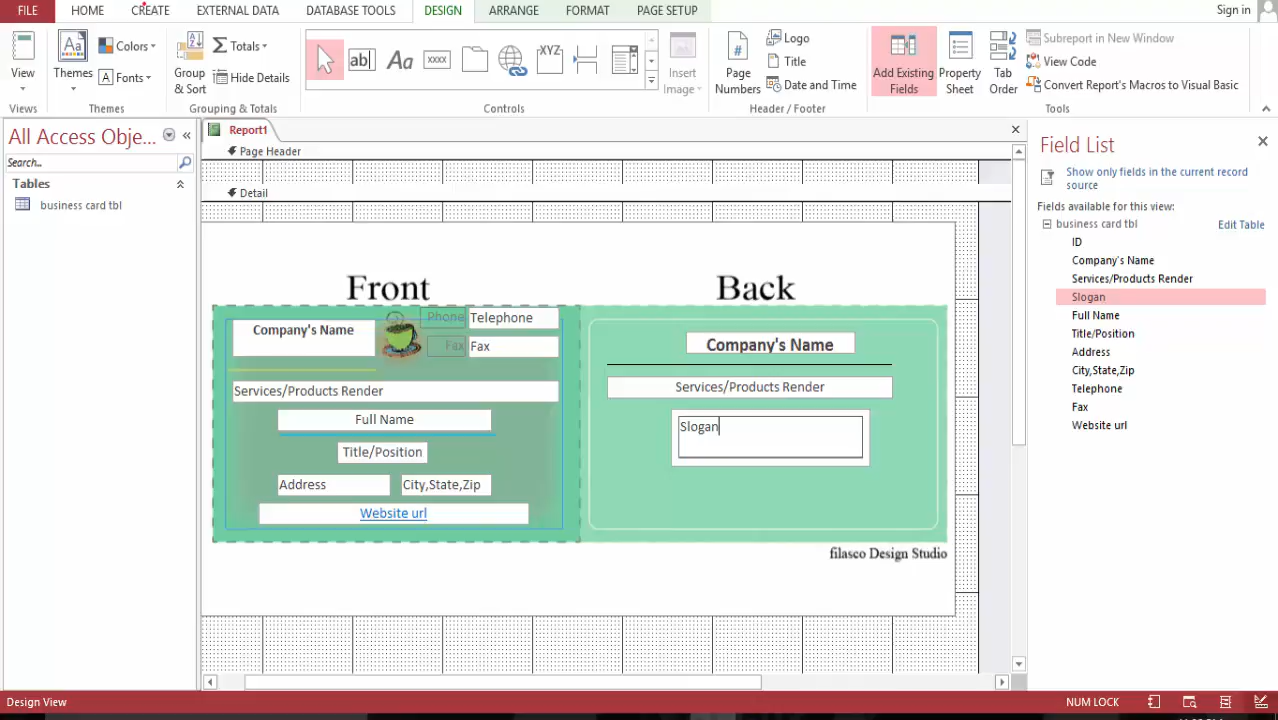 FILE HOME CREATE EXTERNAL DATA DATABASE TOOLS DESIGN ARRANGE FORMAT PAGE SETUP Sign in
View
Views
Aa
Themes
Colors
Aa Fonts
Themes
Group & Sort
Σ Totals
Hide Details
Grouping & Totals
ab| Aa xxxx XYZ
Insert Image
Controls
Page Numbers
Logo
Title
Date and Time
Header / Footer
Add Existing Fields
Property Sheet
Tab Order
Subreport in New Window
View Code
Convert Report's Macros to Visual Basic
Tools
All Access Obje...
Search...
Tables
business card tbl
Report1
Page Header
Detail
Front
Company's Name
Phone Telephone
Fax Fax
Services/Products Render
Full Name
Title/Position
Address City,State,Zip
Website url
Back
Company's Name
Services/Products Render
Slogan
filasco Design Studio
Field List
Show only fields in the current record source
Fields available for this view:
business card tbl Edit Table
ID
Company's Name
Services/Products Render
Slogan
Full Name
Title/Position
Address
City,State,Zip
Telephone
Fax
Website url
Design View NUM LOCK